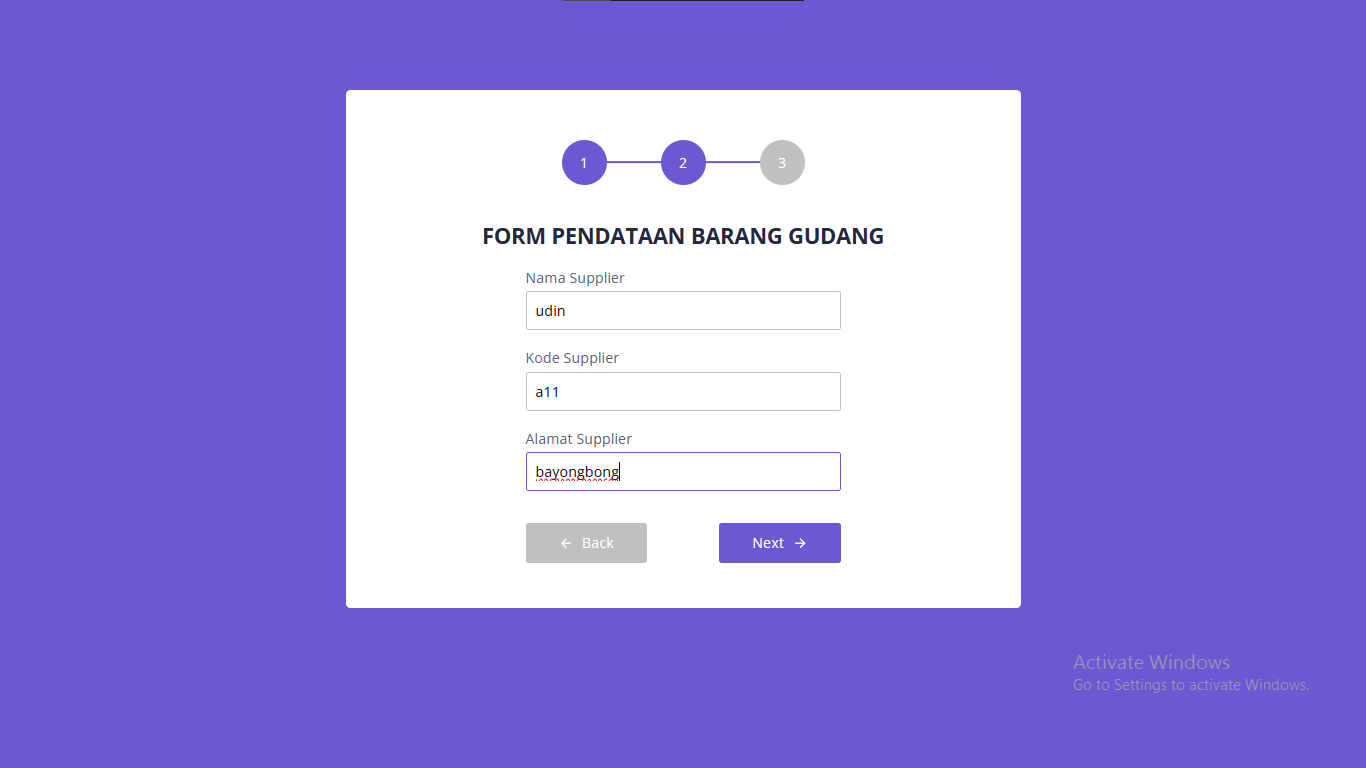 1 2 3
FORM PENDATAAN BARANG GUDANG
Nama Supplier
udin
Kode Supplier
a11
Alamat Supplier
bayongbong
← Back Next →
Activate Windows
Go to Settings to activate Windows.